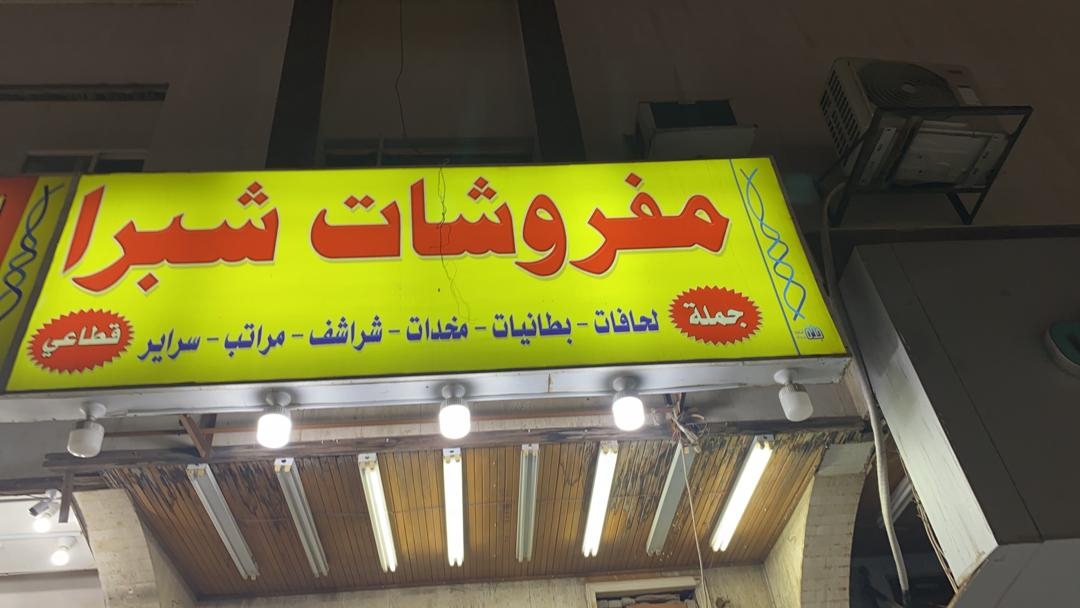 مفروشات شبرا
جملة
لحافات - بطانيات - مخدات - شراشف - مراتب - سراير
قطاعي